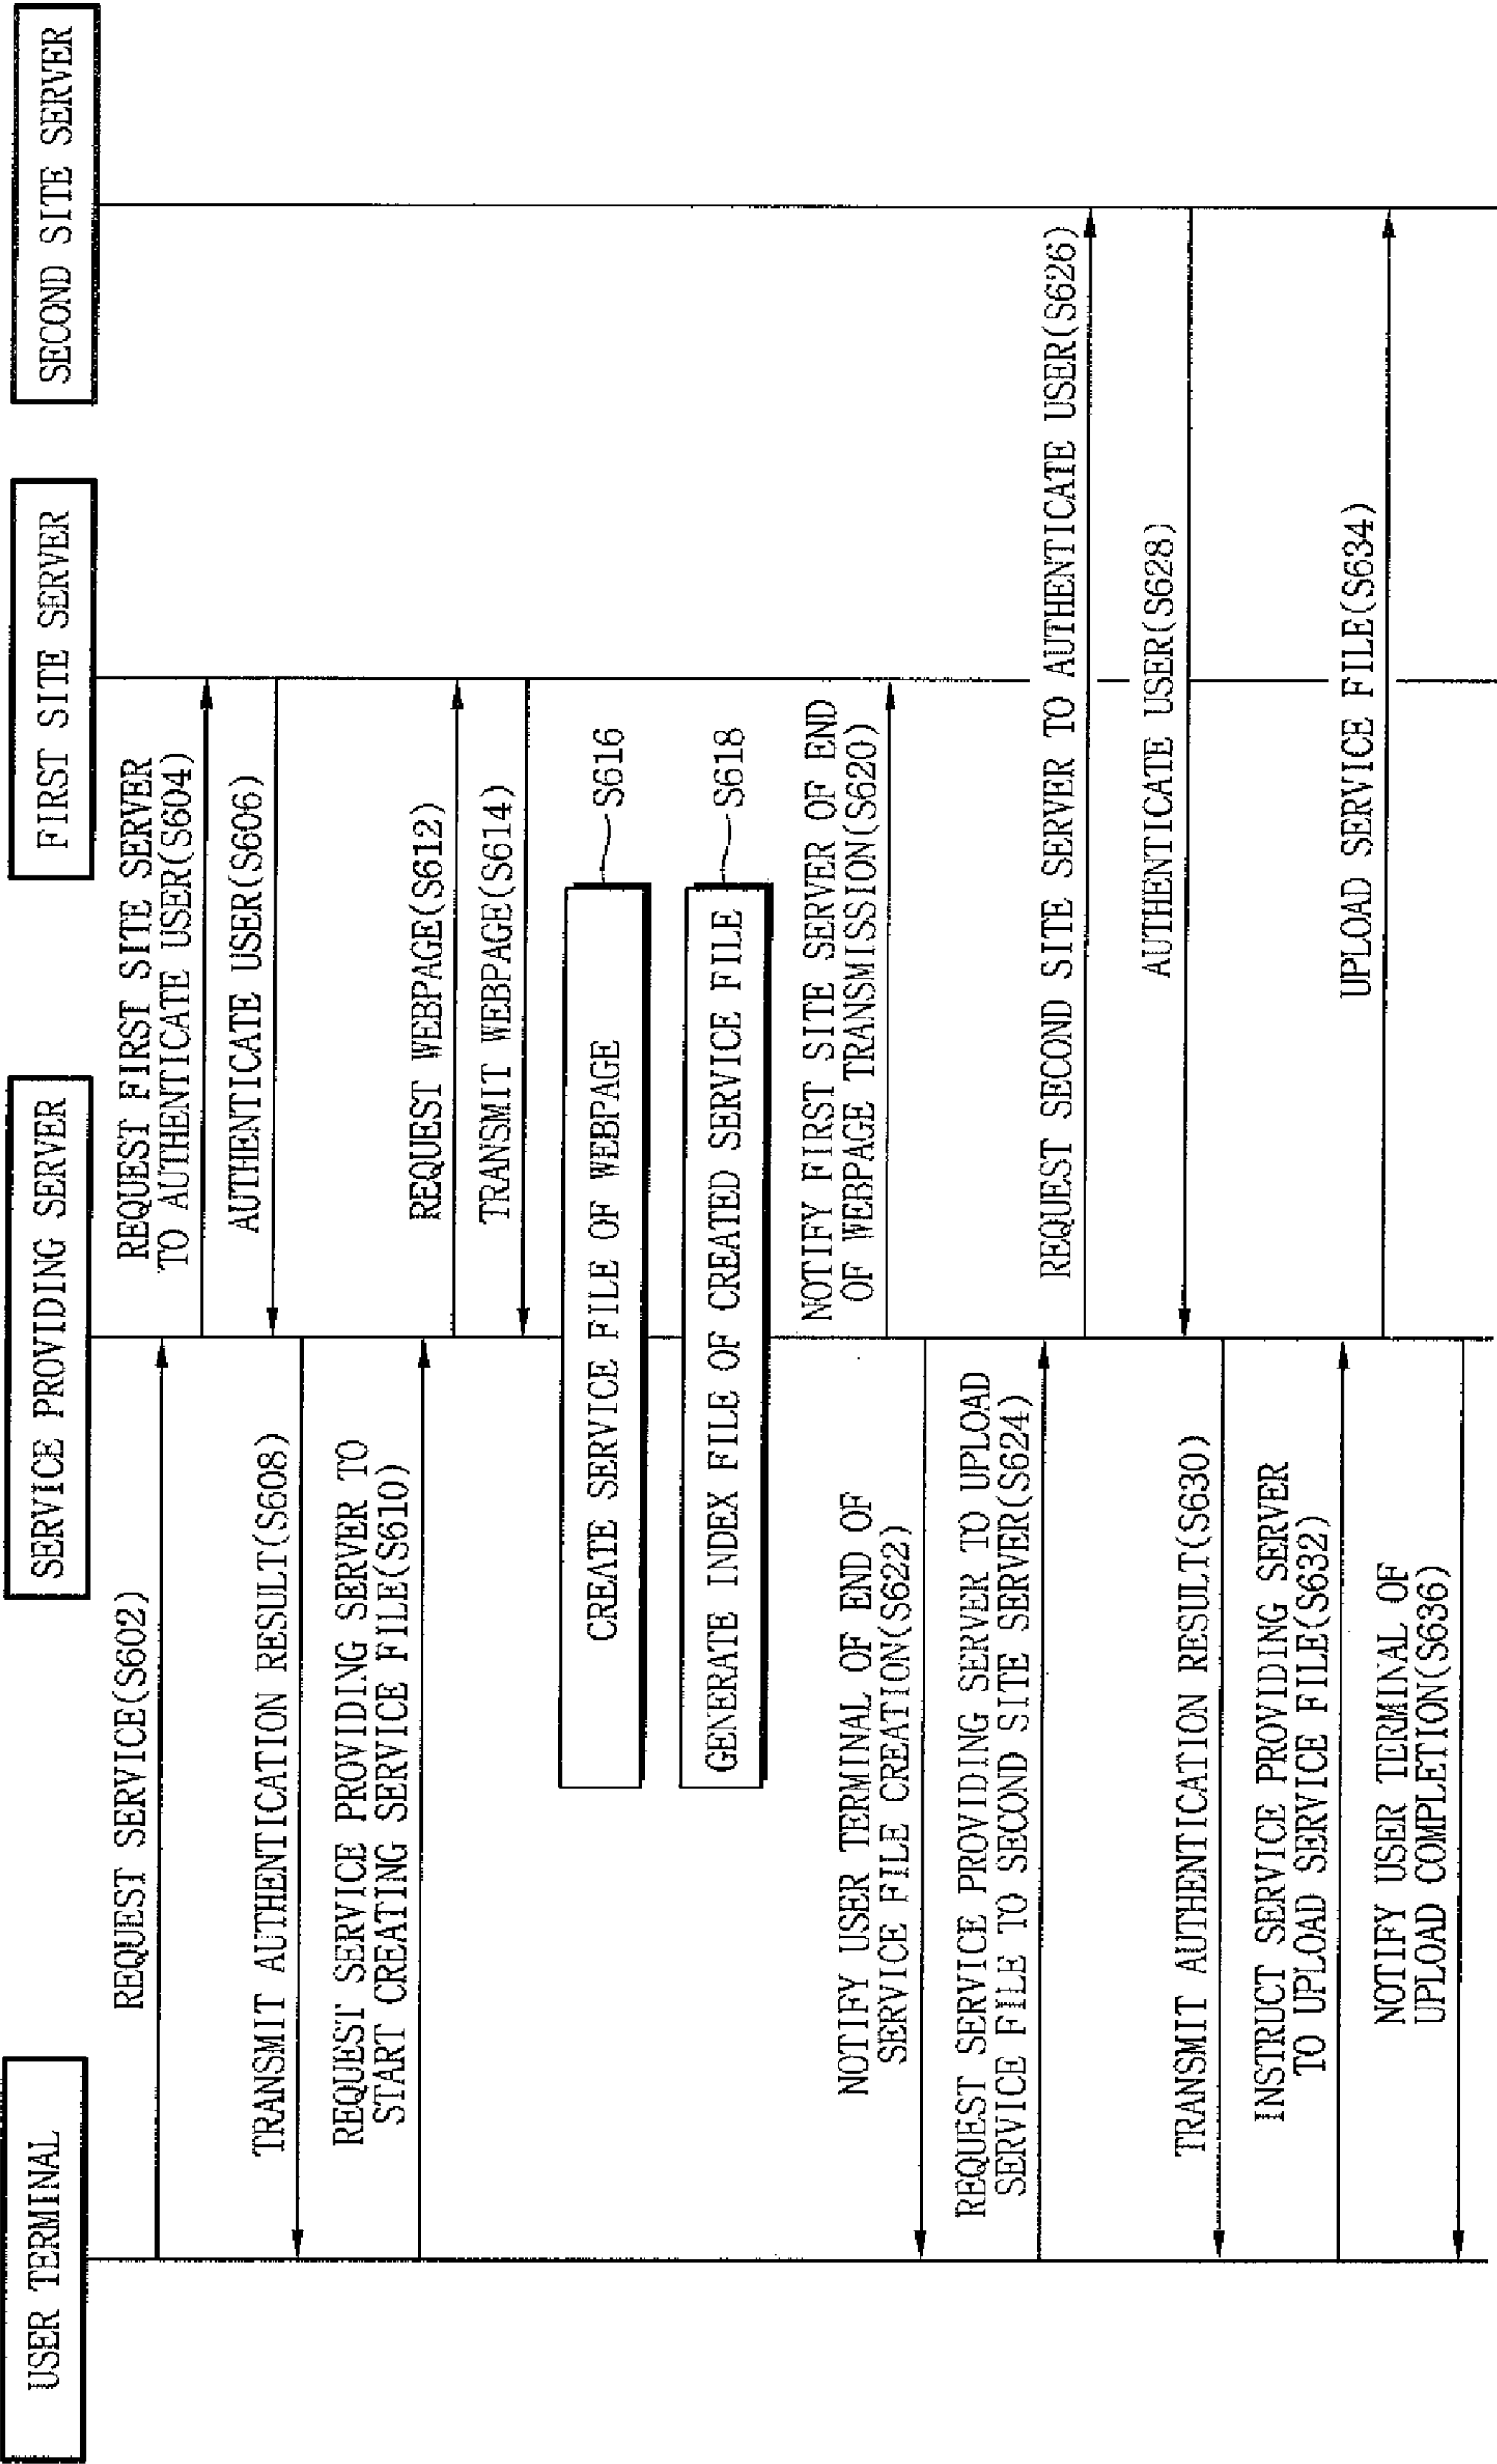 USER TERMINAL
SERVICE PROVIDING SERVER
FIRST SITE SERVER
SECOND SITE SERVER
REQUEST SERVICE(S602)
REQUEST FIRST SITE SERVER
TO AUTHENTICATE USER(S604)
AUTHENTICATE USER(S606)
TRANSMIT AUTHENTICATION RESULT(S608)
REQUEST SERVICE PROVIDING SERVER TO
START CREATING SERVICE FILE(S610)
REQUEST WEBPAGE(S612)
TRANSMIT WEBPAGE(S614)
CREATE SERVICE FILE OF WEBPAGE
S616
GENERATE INDEX FILE OF CREATED SERVICE FILE
S618
NOTIFY FIRST SITE SERVER OF END
OF WEBPAGE TRANSMISSION(S620)
NOTIFY USER TERMINAL OF END OF
SERVICE FILE CREATION(S622)
REQUEST SERVICE PROVIDING SERVER TO UPLOAD
SERVICE FILE TO SECOND SITE SERVER(S624)
REQUEST SECOND SITE SERVER TO AUTHENTICATE USER(S626)
AUTHENTICATE USER(S628)
TRANSMIT AUTHENTICATION RESULT(S630)
INSTRUCT SERVICE PROVIDING SERVER
TO UPLOAD SERVICE FILE(S632)
UPLOAD SERVICE FILE(S634)
NOTIFY USER TERMINAL OF
UPLOAD COMPLETION(S636)